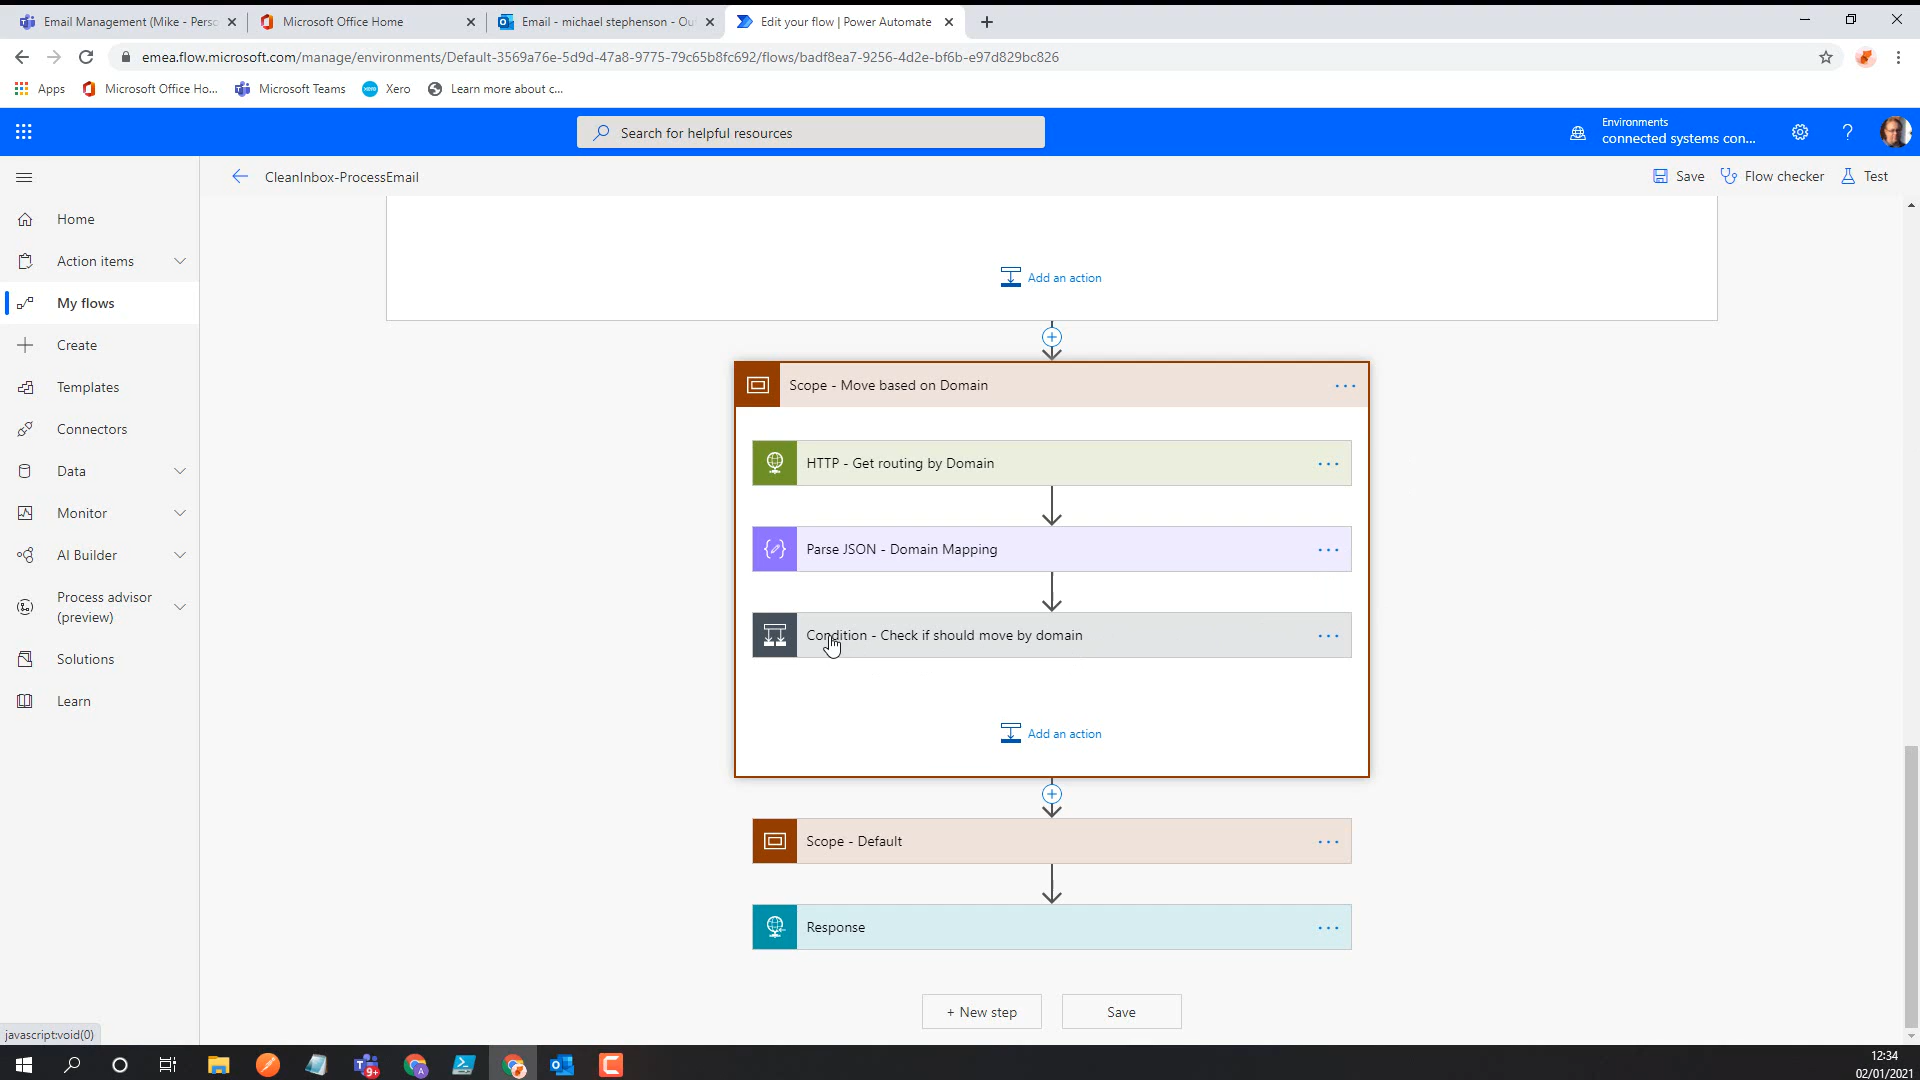 Email Management (Mike - Perso
Microsoft Office Home
Email - michael stephenson - Ou
Edit your flow | Power Automate
emea.flow.microsoft.com/manage/environments/Default-3569a76e-5d9d-47a8-9775-79c65b8fc692/flows/badf8ea7-9256-4d2e-bf6b-e97d829bc826
Apps
Microsoft Office Ho...
Microsoft Teams
xero
Xero
Learn more about c...
Search for helpful resources
Environments
connected systems con...
?
CleanInbox-ProcessEmail
Save
Flow checker
Test
Home
Action items
My flows
Create
Templates
Connectors
Data
Monitor
AI Builder
Process advisor
(preview)
Solutions
Learn
Add an action
Scope - Move based on Domain
HTTP - Get routing by Domain
Parse JSON - Domain Mapping
Condition - Check if should move by domain
Add an action
Scope - Default
Response
+ New step
Save
javascript:void(0)
9+
A
12:34
02/01/2021